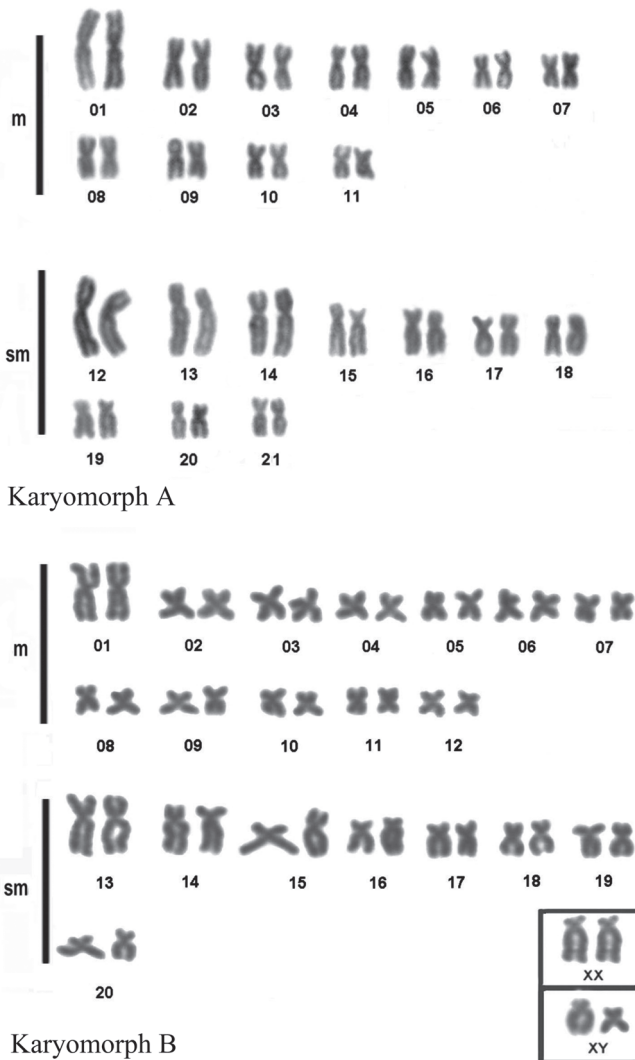 m
01 02 03 04 05 06 07
08 09 10 11
sm
12 13 14 15 16 17 18
19 20 21
Karyomorph A
m
01 02 03 04 05 06 07
08 09 10 11 12
sm
13 14 15 16 17 18 19
20
XX
XY
Karyomorph B